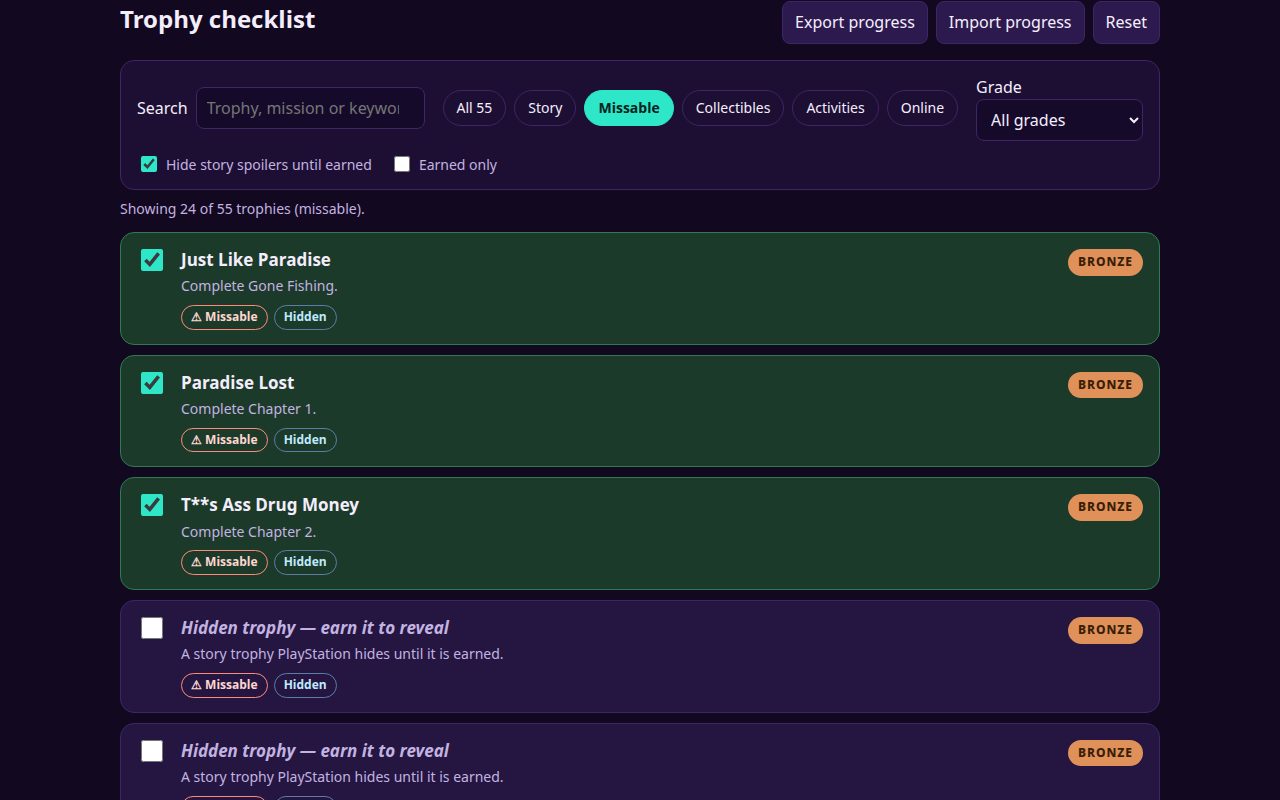 Trophy checklist
Export progress
Import progress
Reset
Search
Trophy, mission or keywor
All 55
Story
Missable
Collectibles
Activities
Online
Grade
All grades
Hide story spoilers until earned
Earned only
Showing 24 of 55 trophies (missable).
Just Like Paradise
BRONZE
Complete Gone Fishing.
⚠ Missable
Hidden
Paradise Lost
BRONZE
Complete Chapter 1.
⚠ Missable
Hidden
T**s Ass Drug Money
BRONZE
Complete Chapter 2.
⚠ Missable
Hidden
Hidden trophy — earn it to reveal
BRONZE
A story trophy PlayStation hides until it is earned.
⚠ Missable
Hidden
Hidden trophy — earn it to reveal
BRONZE
A story trophy PlayStation hides until it is earned.